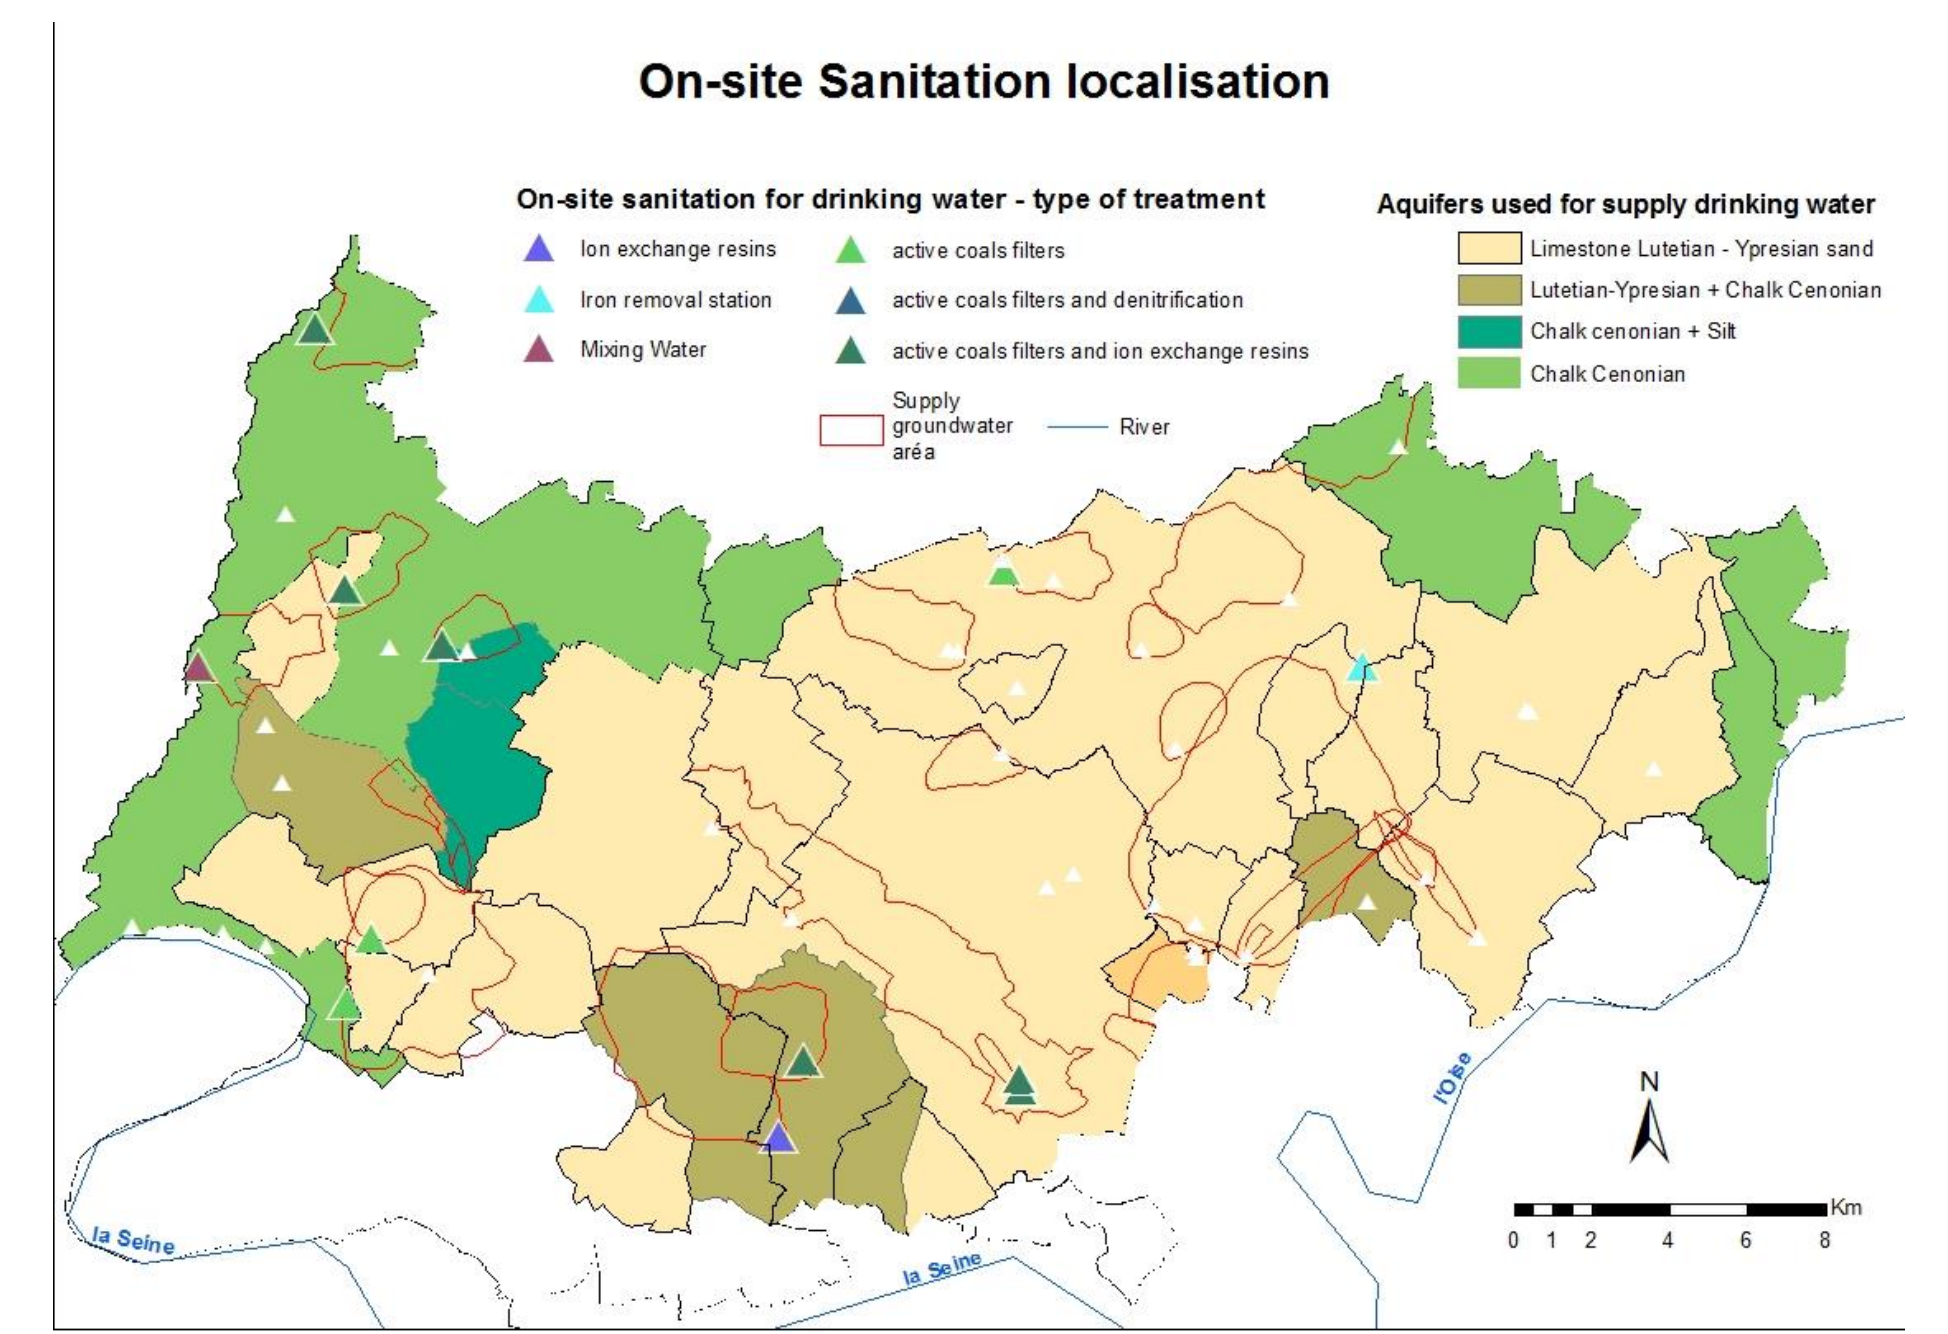 On-site Sanitation localisation
On-site sanitation for drinking water - type of treatment
Ion exchange resins
Iron removal station
Mixing Water
active coals filters
active coals filters and denitrification
active coals filters and ion exchange resins
Supply
groundwater
aréa
River
Aquifers used for supply drinking water
Limestone Lutetian - Ypresian sand
Lutetian-Ypresian + Chalk Cenonian
Chalk cenonian + Silt
Chalk Cenonian
l'Oise
N
Km
0 1 2 4 6 8
la Seine
la Seine